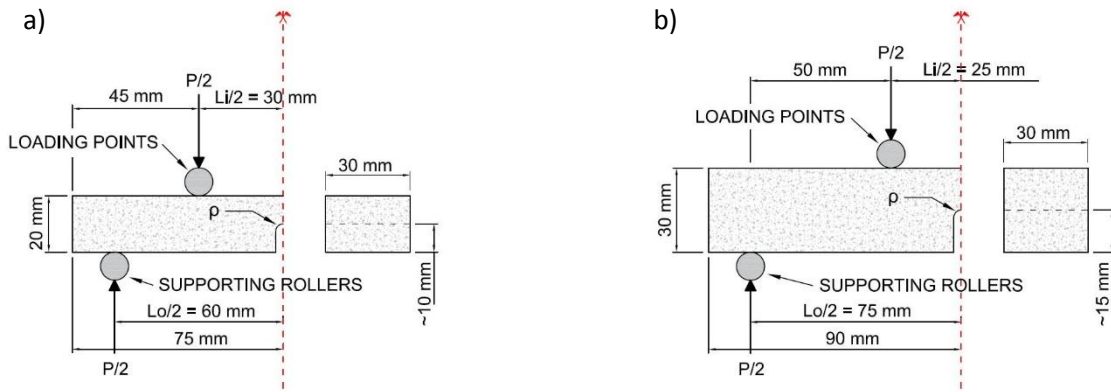 a)
P/2
45 mm
Li/2 = 30 mm
LOADING POINTS
30 mm
20 mm
ρ
~10 mm
SUPPORTING ROLLERS
Lo/2 = 60 mm
75 mm
P/2
b)
P/2
50 mm
Li/2 = 25 mm
LOADING POINTS
30 mm
30 mm
ρ
~15 mm
SUPPORTING ROLLERS
Lo/2 = 75 mm
90 mm
P/2